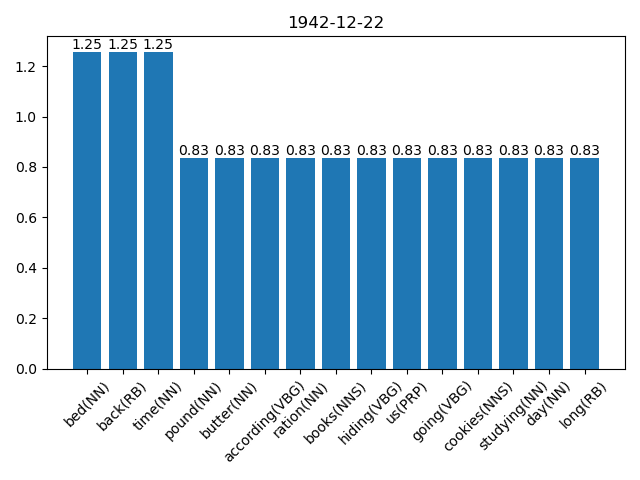 1942-12-22
1.25 1.25 1.25
0.83 0.83 0.83 0.83 0.83 0.83 0.83 0.83 0.83 0.83 0.83 0.83
1.2
1.0
0.8
0.6
0.4
0.2
0.0
bed(NN)
back(RB)
time(NN)
pound(NN)
butter(NN)
according(VBG)
ration(NN)
books(NNS)
hiding(VBG)
us(PRP)
going(VBG)
cookies(NNS)
studying(NN)
day(NN)
long(RB)